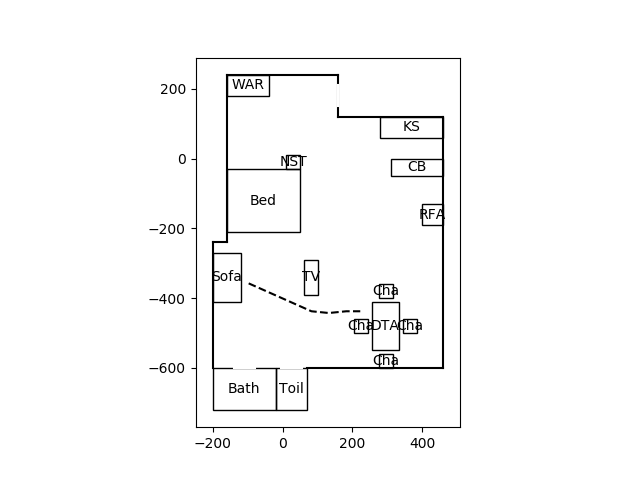 WAR
200
KS
0
NST
CB
Bed
RFA
−200
Sofa
TV
Cha
−400
Cha
DTA
Cha
Cha
−600
Bath
Toil
−200
0
200
400